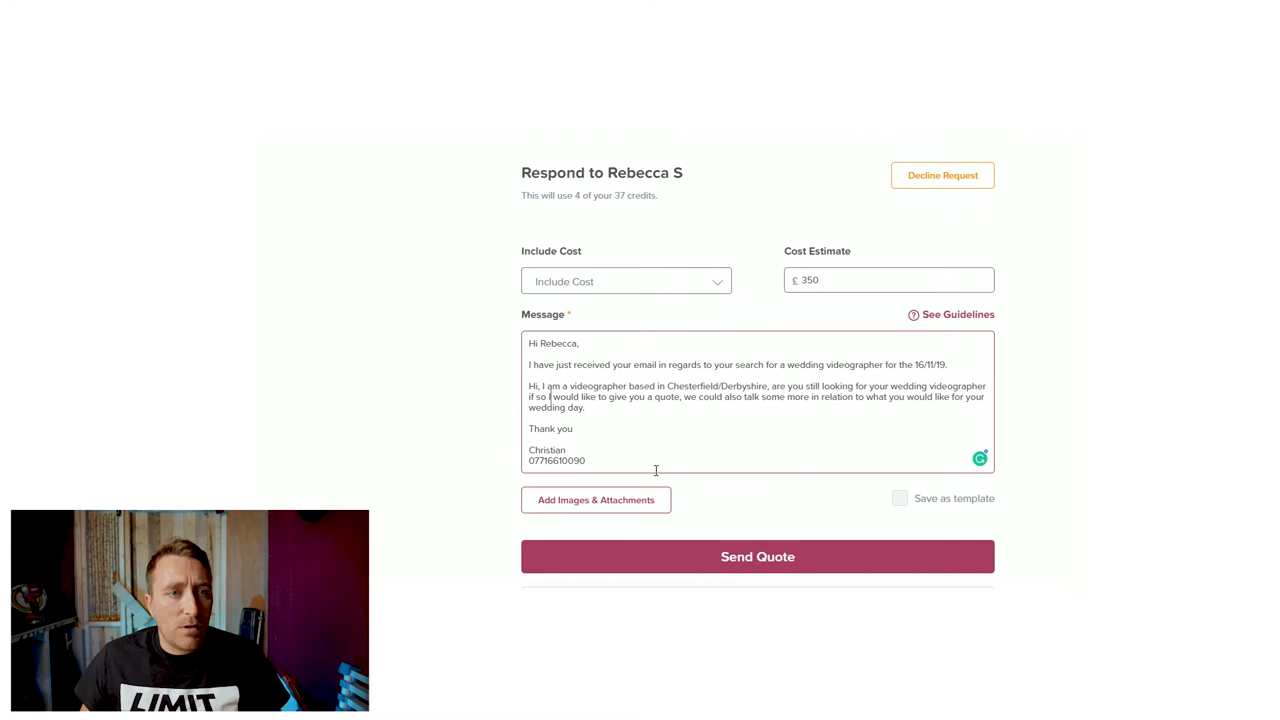 Respond to Rebecca S
Decline Request
This will use 4 of your 37 credits.
Include Cost
Cost Estimate
Include Cost
£ 350
Message *
? See Guidelines
Hi Rebecca,
I have just received your email in regards to your search for a wedding videographer for the 16/11/19.
Hi, I am a videographer based in Chesterfield/Derbyshire, are you still looking for your wedding videographer
if so I would like to give you a quote, we could also talk some more in relation to what you would like for your
wedding day.
Thank you
Christian
07716610090
Add Images & Attachments
Save as template
Send Quote
LIMIT